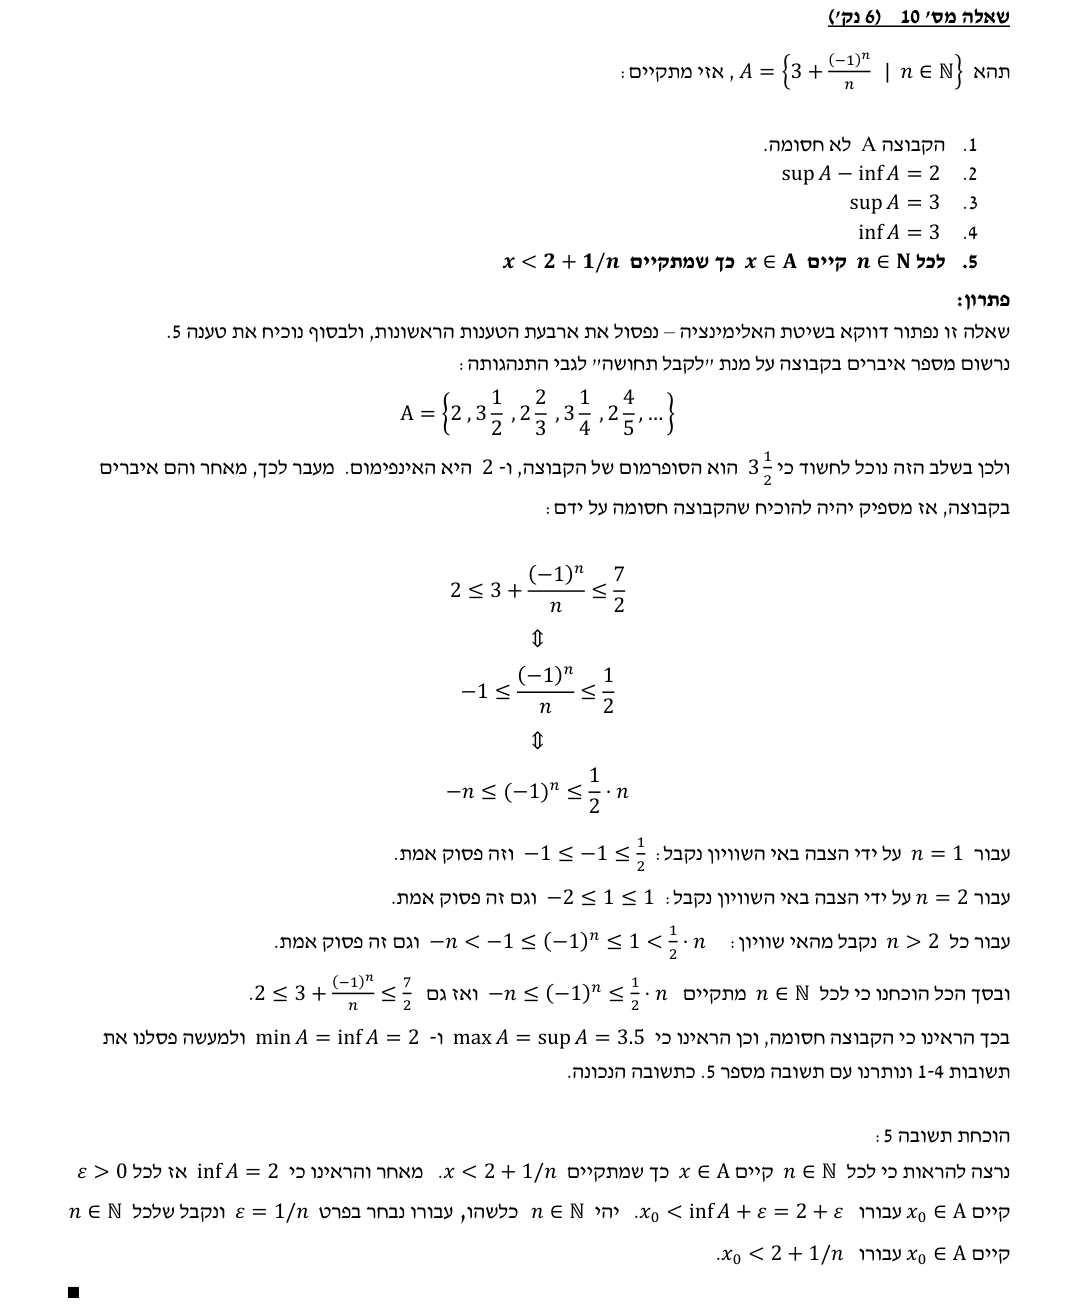 שאלה מס׳ 10 (6 נק׳)
תהא A = {3 + (−1)ⁿ/n | n ∈ ℕ} , אזי מתקיים :
1. הקבוצה A לא חסומה.
2. sup A − inf A = 2
3. sup A = 3
4. inf A = 3
5. לכל n ∈ N קיים x ∈ A כך שמתקיים x < 2 + 1/n
פתרון:
שאלה זו נפתור דווקא בשיטת האלימינציה – נפסול את ארבעת הטענות הראשונות, ולבסוף נוכיח את טענה 5.
נרשום מספר איברים בקבוצה על מנת ״לקבל תחושה״ לגבי התנהגותה :
A = {2 , 3 1/2 , 2 2/3 , 3 1/4 , 2 4/5 , ...}
ולכן בשלב הזה נוכל לחשוד כי 3 1/2 הוא הסופרמום של הקבוצה, ו- 2 היא האינפימום. מעבר לכך, מאחר והם איברים
בקבוצה, אז מספיק יהיה להוכיח שהקבוצה חסומה על ידם :
2 ≤ 3 + (−1)ⁿ/n ≤ 7/2
⇕
−1 ≤ (−1)ⁿ/n ≤ 1/2
⇕
−n ≤ (−1)ⁿ ≤ 1/2 · n
עבור n = 1 על ידי הצבה באי השוויון נקבל : −1 ≤ −1 ≤ 1/2 וזה פסוק אמת.
עבור n = 2 על ידי הצבה באי השוויון נקבל : −2 ≤ 1 ≤ 1 וגם זה פסוק אמת.
עבור כל n > 2 נקבל מהאי שוויון : −n < −1 ≤ (−1)ⁿ ≤ 1 < 1/2 · n וגם זה פסוק אמת.
ובסך הכל הוכחנו כי לכל n ∈ ℕ מתקיים −n ≤ (−1)ⁿ ≤ 1/2 · n ואז גם 2 ≤ 3 + (−1)ⁿ/n ≤ 7/2.
בכך הראינו כי הקבוצה חסומה, וכן הראינו כי max A = sup A = 3.5 ו- min A = inf A = 2 ולמעשה פסלנו את
תשובות 1-4 ונותרנו עם תשובה מספר 5. כתשובה הנכונה.
הוכחת תשובה 5 :
נרצה להראות כי לכל n ∈ ℕ קיים x ∈ A כך שמתקיים x < 2 + 1/n. מאחר והראינו כי inf A = 2 אז לכל ε > 0
קיים x₀ ∈ A עבורו x₀ < inf A + ε = 2 + ε. יהי n ∈ ℕ כלשהו, עבורו נבחר בפרט ε = 1/n ונקבל שלכל n ∈ ℕ
קיים x₀ ∈ A עבורו x₀ < 2 + 1/n.
■